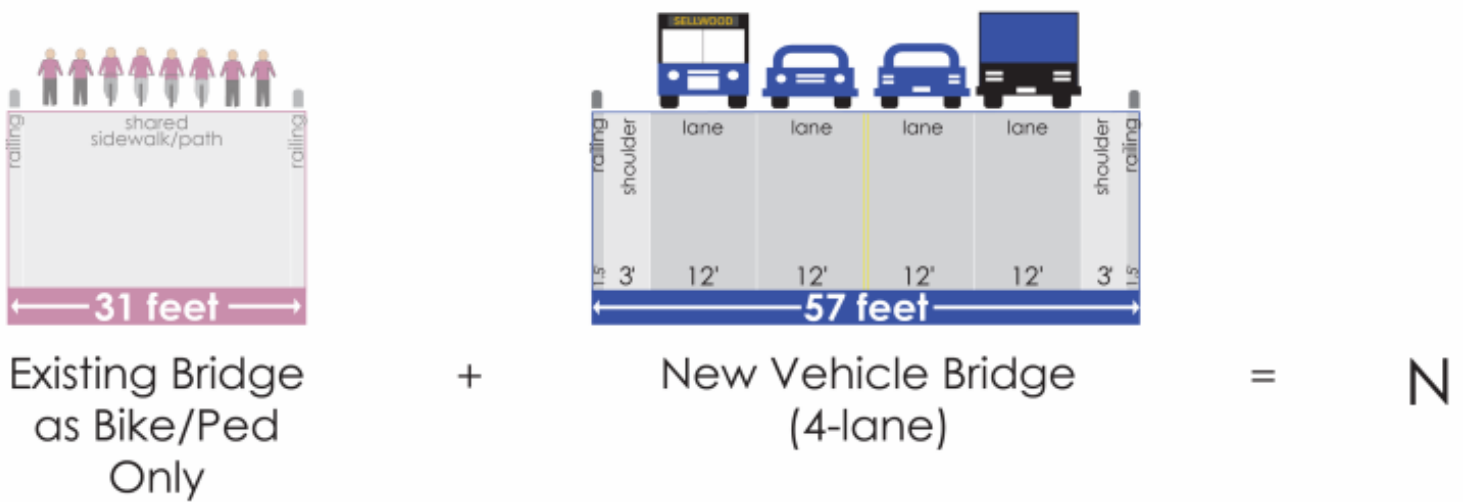 SELLWOOD
railing
shared
sidewalk/path
railing
railing
shoulder
lane
lane
lane
lane
shoulder
railing
1.5'
3'
12'
12'
12'
12'
3'
1.5'
31 feet
57 feet
Existing Bridge
as Bike/Ped
Only
+
New Vehicle Bridge
(4-lane)
=
N